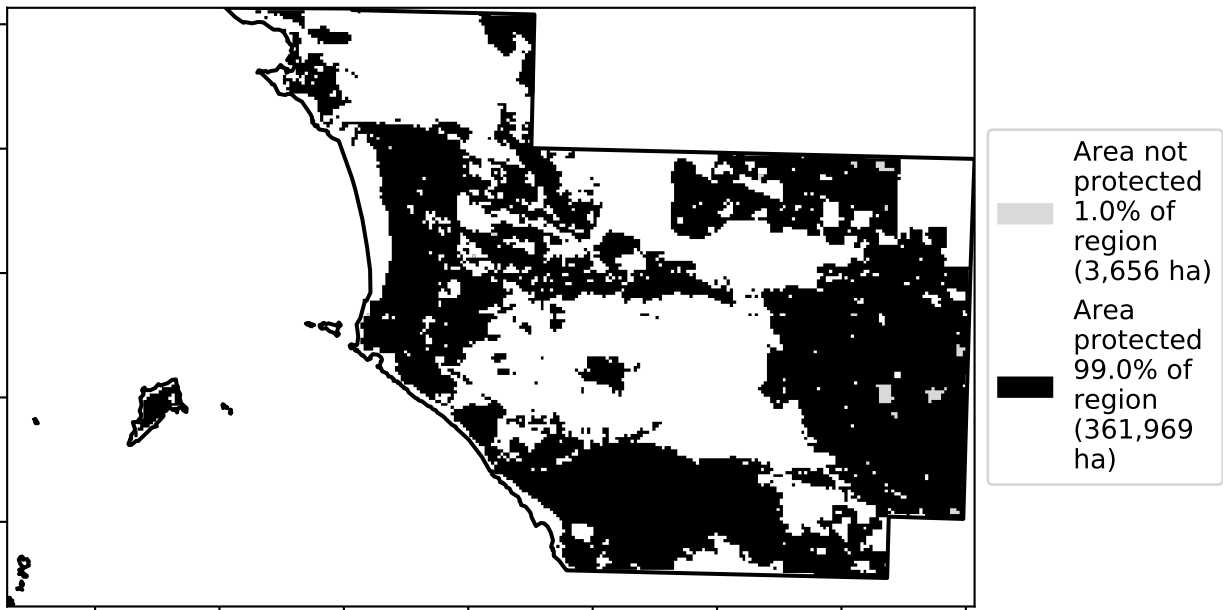 Area not
protected
1.0% of
region
(3,656 ha)
Area
protected
99.0% of
region
(361,969
ha)